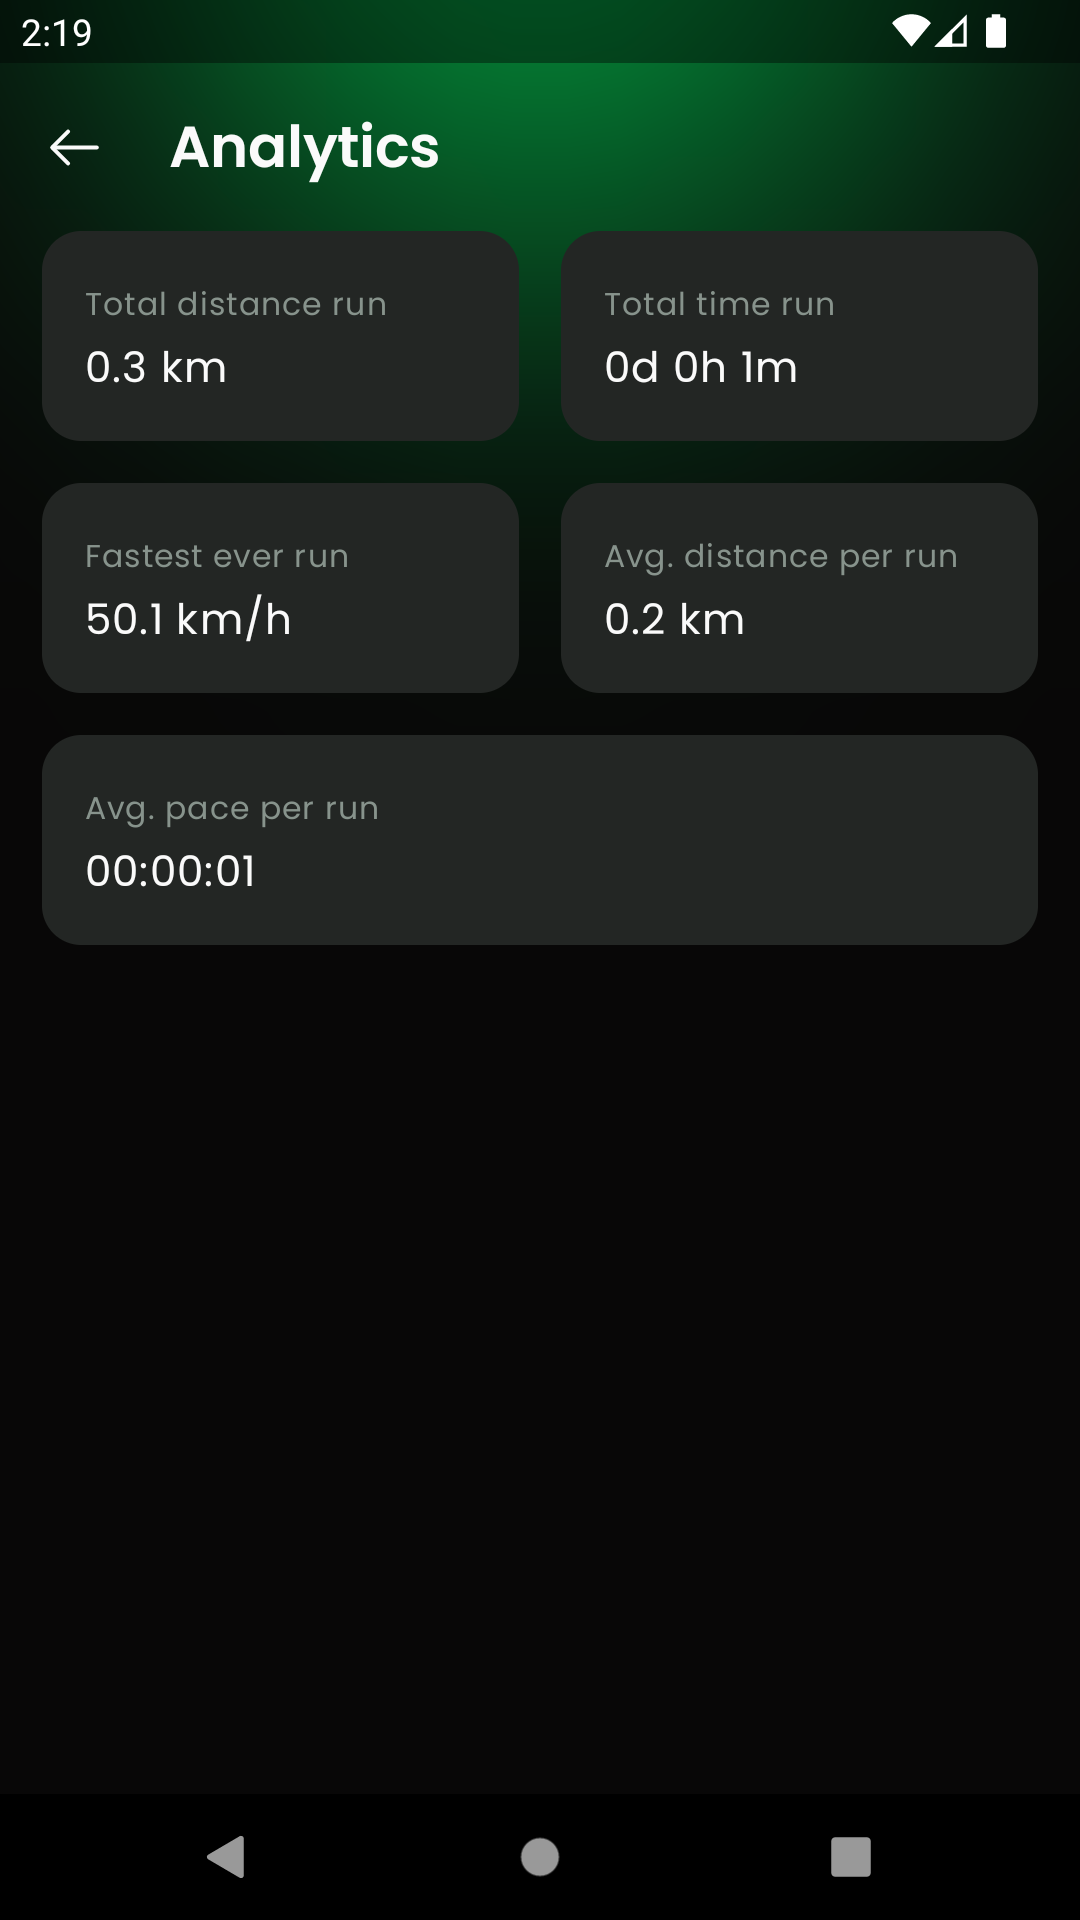 2:19
Analytics
Total distance run
0.3 km
Total time run
0d 0h 1m
Fastest ever run
50.1 km/h
Avg. distance per run
0.2 km
Avg. pace per run
00:00:01